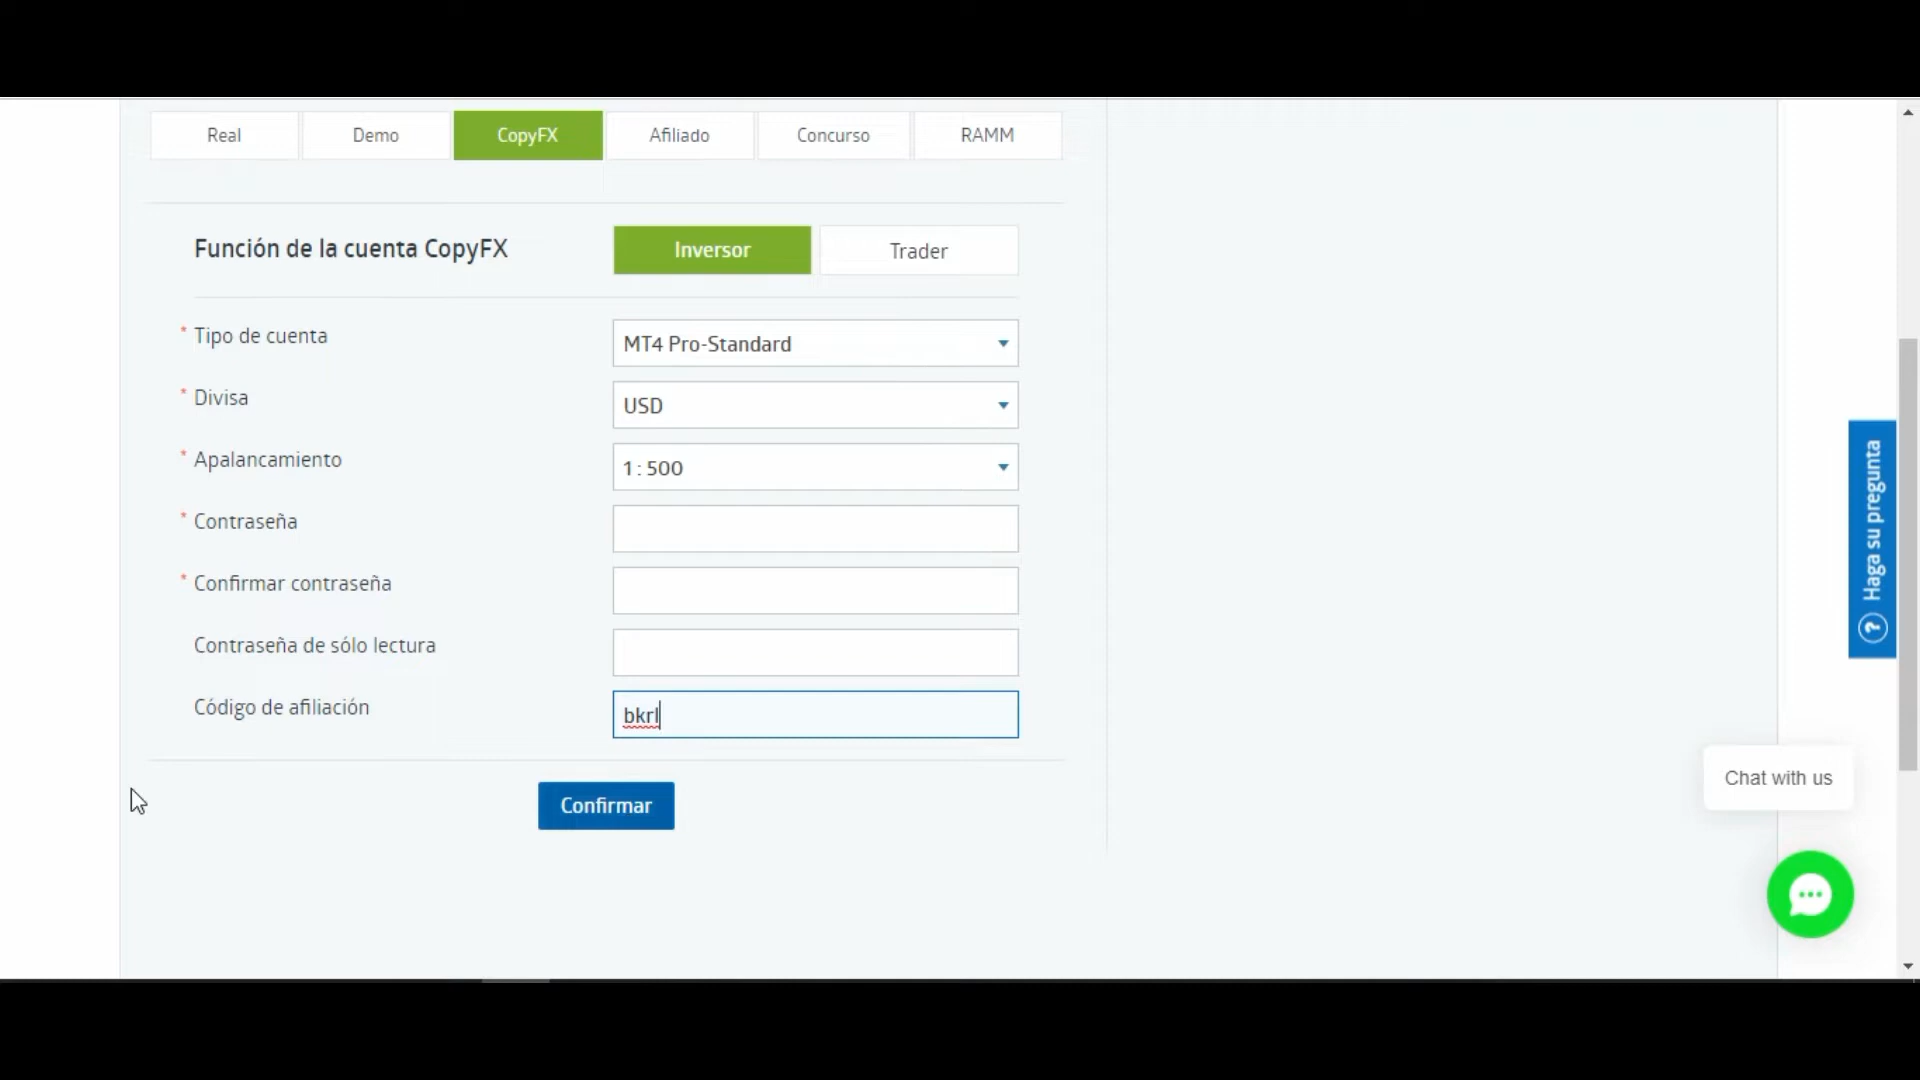 Real Demo CopyFX Afiliado Concurso RAMM
Función de la cuenta CopyFX Inversor Trader
* Tipo de cuenta MT4 Pro-Standard
* Divisa USD
* Apalancamiento 1 : 500
* Contraseña
* Confirmar contraseña
Contraseña de sólo lectura
Código de afiliación bkrl
Confirmar
Haga su pregunta
Chat with us